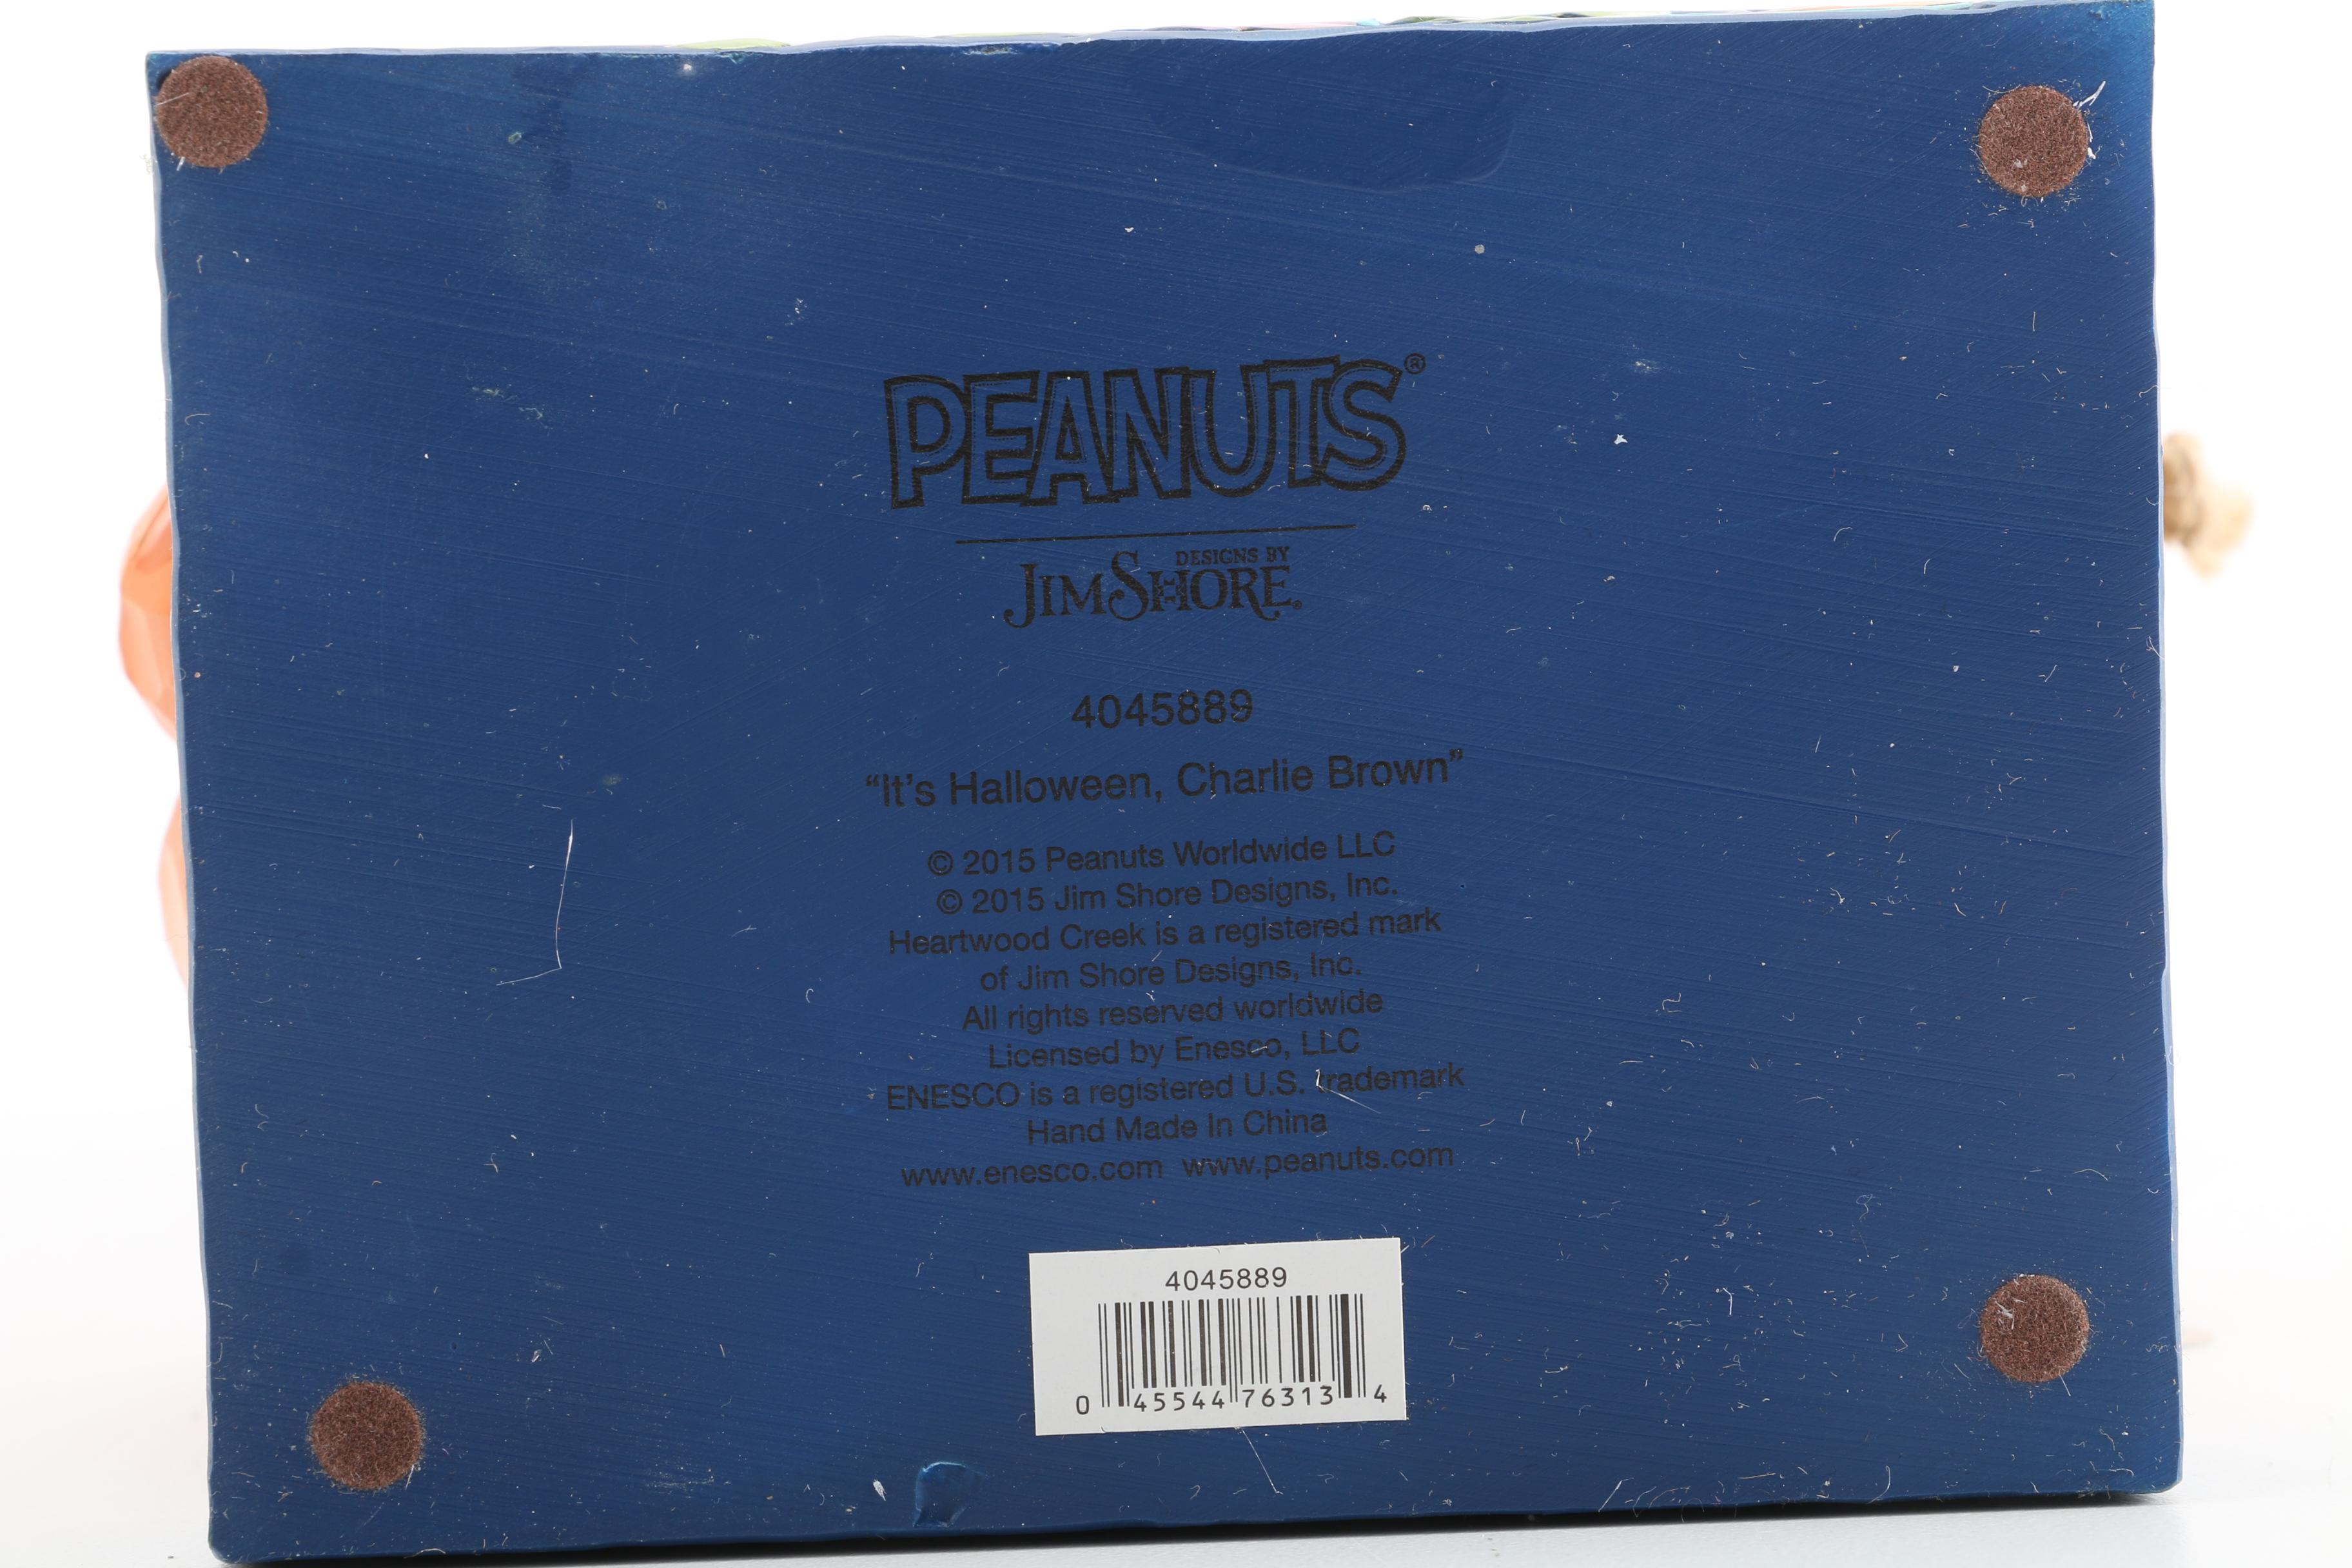 PEANUTS®
DESIGNS BY
JIM SHORE®
4045889
“It’s Halloween, Charlie Brown”
© 2015 Peanuts Worldwide LLC
© 2015 Jim Shore Designs, Inc.
Heartwood Creek is a registered mark
of Jim Shore Designs, Inc.
All rights reserved worldwide
Licensed by Enesco, LLC
ENESCO is a registered U.S. trademark
Hand Made In China
www.enesco.com www.peanuts.com
4045889
0 45544 76313 4